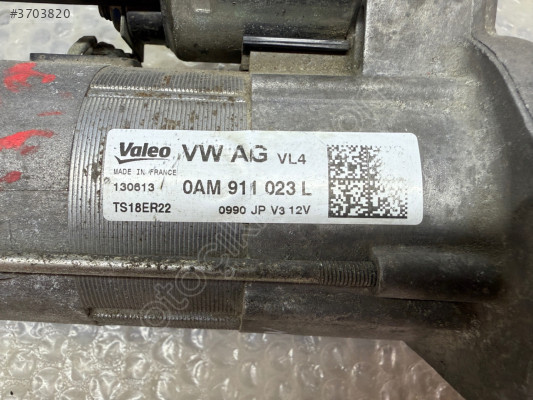 #3703820
Valeo VW AG VL4
MADE IN FRANCE
130613 0AM 911 023 L
TS18ER22 0990 JP V3 12V